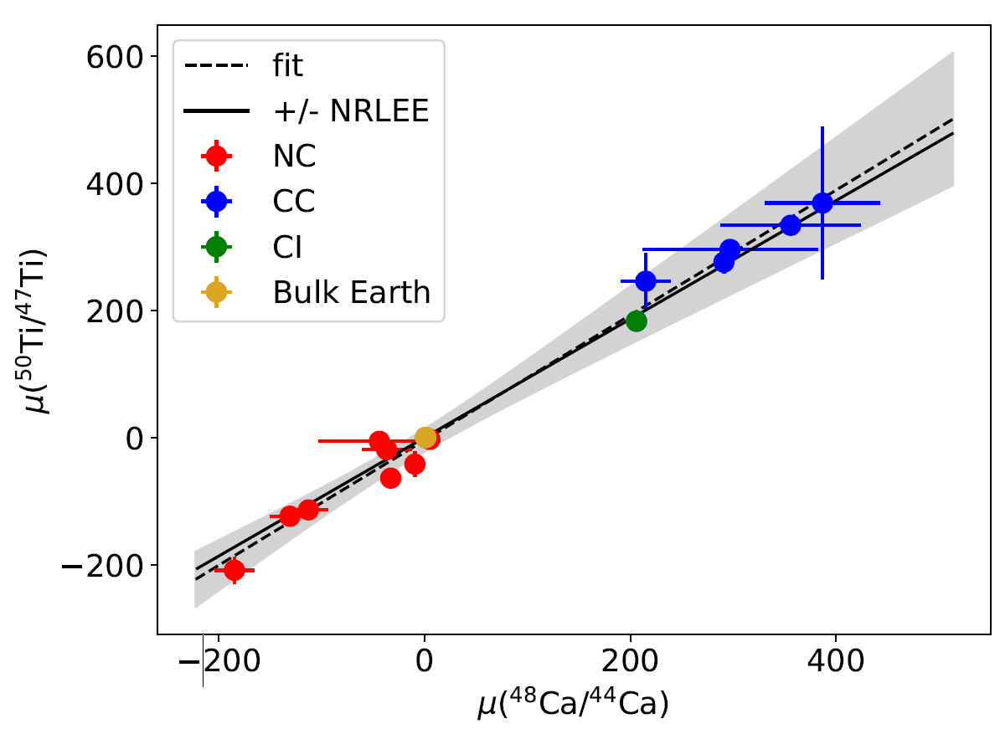 600
400
200
0
−200
−200 0 200 400
μ(⁵⁰Ti/⁴⁷Ti)
μ(⁴⁸Ca/⁴⁴Ca)
fit
+/- NRLEE
NC
CC
CI
Bulk Earth